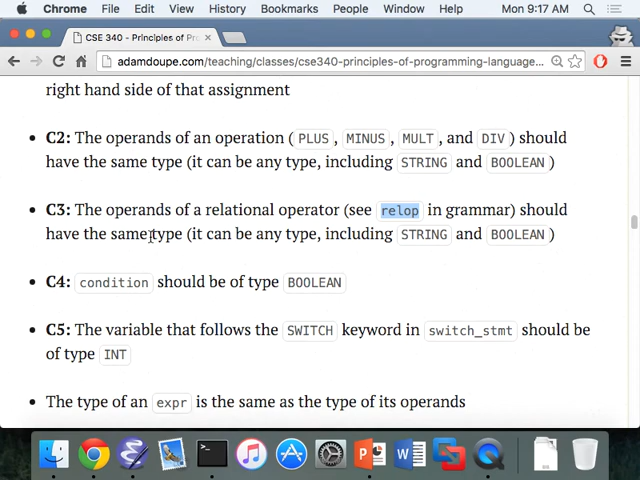 Chrome File Edit View History Bookmarks People Window Help Mon 9:17 AM
CSE 340 - Principles of Pro
adamdoupe.com/teaching/classes/cse340-principles-of-programming-language
right hand side of that assignment
• C2: The operands of an operation ( PLUS , MINUS , MULT , and DIV ) should
have the same type (it can be any type, including STRING and BOOLEAN )
• C3: The operands of a relational operator (see relop in grammar) should
have the same type (it can be any type, including STRING and BOOLEAN )
• C4: condition should be of type BOOLEAN
• C5: The variable that follows the SWITCH keyword in switch_stmt should be
of type INT
• The type of an expr is the same as the type of its operands